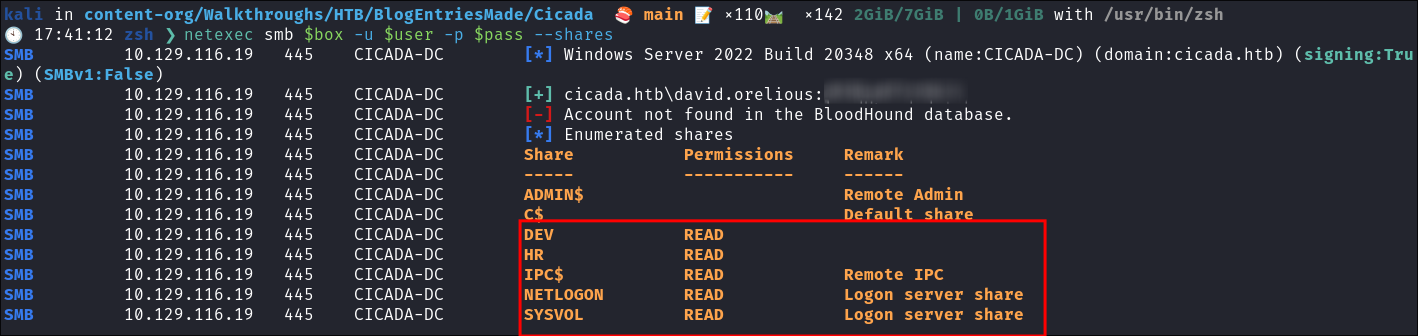 kali in content-org/Walkthroughs/HTB/BlogEntriesMade/Cicada 🍣 main 📝 ×110🛤️ ×142 2GiB/7GiB | 0B/1GiB with /usr/bin/zsh
🕙 17:41:12 zsh ❯ netexec smb $box -u $user -p $pass --shares
SMB 10.129.116.19 445 CICADA-DC [*] Windows Server 2022 Build 20348 x64 (name:CICADA-DC) (domain:cicada.htb) (signing:Tru
e) (SMBv1:False)
SMB 10.129.116.19 445 CICADA-DC [+] cicada.htb\david.orelious:
SMB 10.129.116.19 445 CICADA-DC [-] Account not found in the BloodHound database.
SMB 10.129.116.19 445 CICADA-DC [*] Enumerated shares
SMB 10.129.116.19 445 CICADA-DC Share Permissions Remark
SMB 10.129.116.19 445 CICADA-DC ----- ----------- ------
SMB 10.129.116.19 445 CICADA-DC ADMIN$ Remote Admin
SMB 10.129.116.19 445 CICADA-DC C$ Default share
SMB 10.129.116.19 445 CICADA-DC DEV READ
SMB 10.129.116.19 445 CICADA-DC HR READ
SMB 10.129.116.19 445 CICADA-DC IPC$ READ Remote IPC
SMB 10.129.116.19 445 CICADA-DC NETLOGON READ Logon server share
SMB 10.129.116.19 445 CICADA-DC SYSVOL READ Logon server share